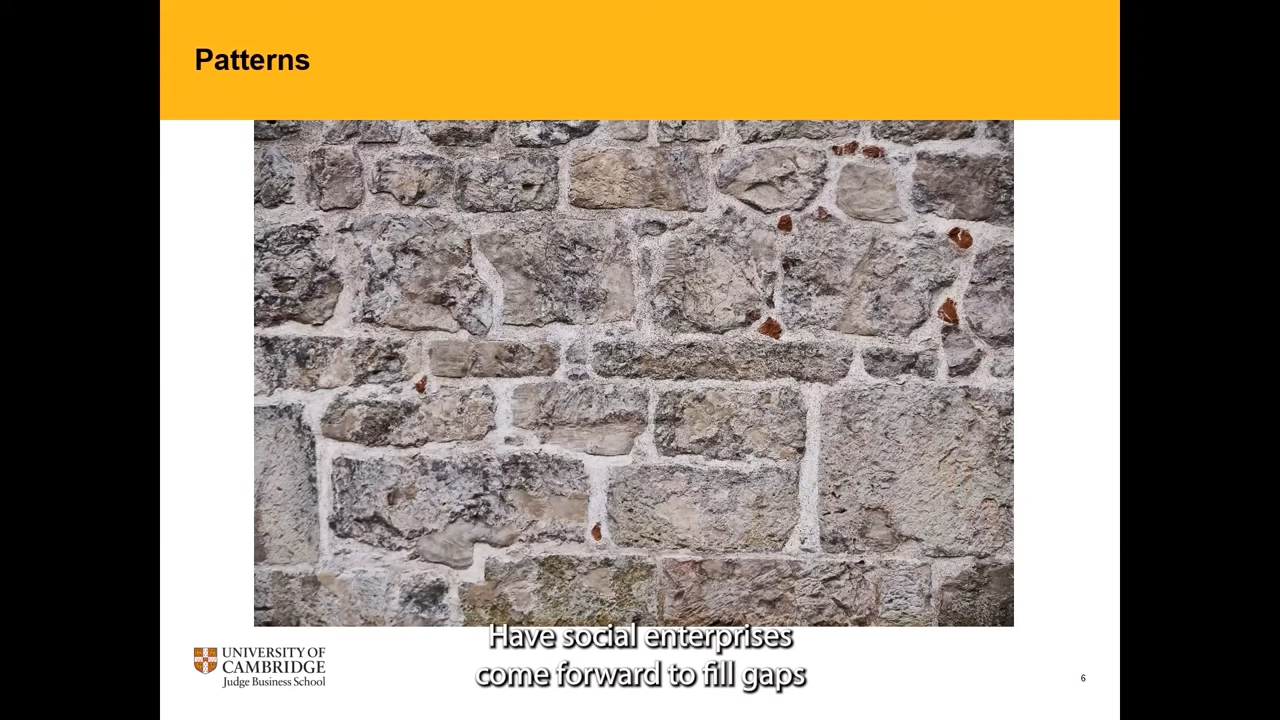 Patterns
UNIVERSITY OF
CAMBRIDGE
Judge Business School
Have social enterprises
come forward to fill gaps
6